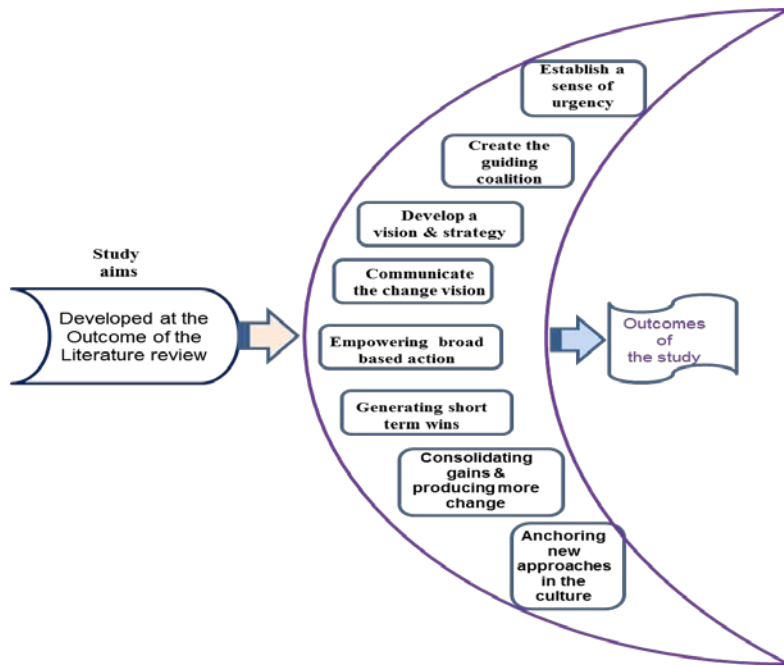 Study
aims
Developed at the
Outcome of the
Literature review
Establish a
sense of
urgency
Create the
guiding
coalition
Develop a
vision & strategy
Communicate
the change vision
Empowering broad
based action
Generating short
term wins
Consolidating
gains &
producing more
change
Anchoring
new
approaches
in the
culture
Outcomes
of
the study